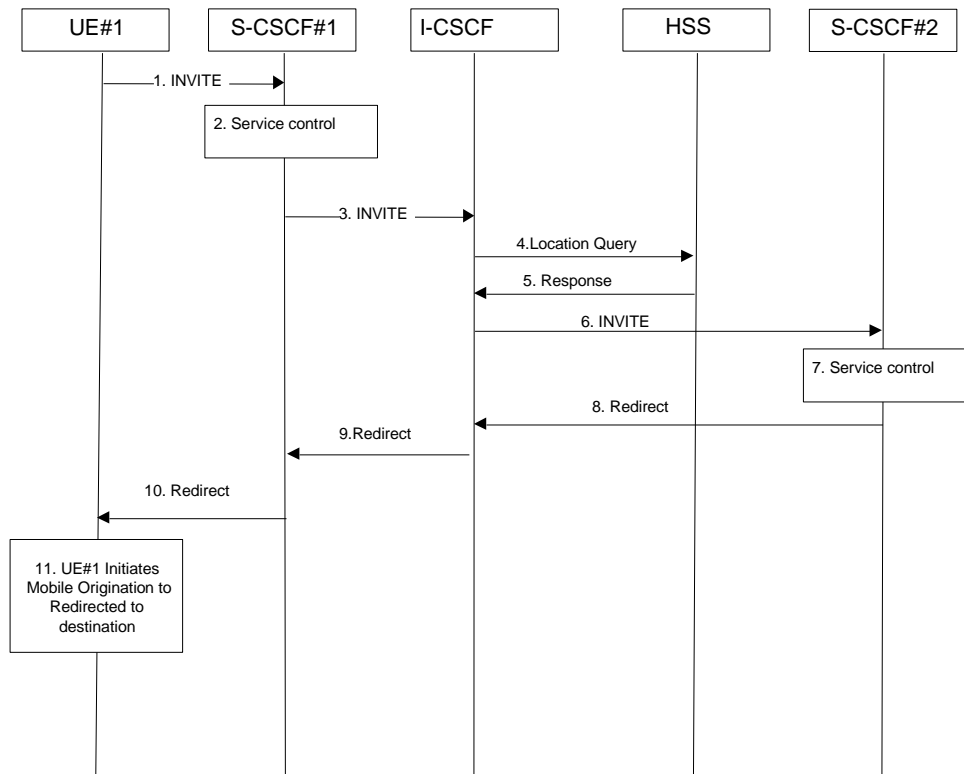 UE#1
S-CSCF#1
I-CSCF
HSS
S-CSCF#2
1. INVITE
2. Service control
3. INVITE
4.Location Query
5. Response
6. INVITE
7. Service control
8. Redirect
9.Redirect
10. Redirect
11. UE#1 Initiates
Mobile Origination to
Redirected to
destination